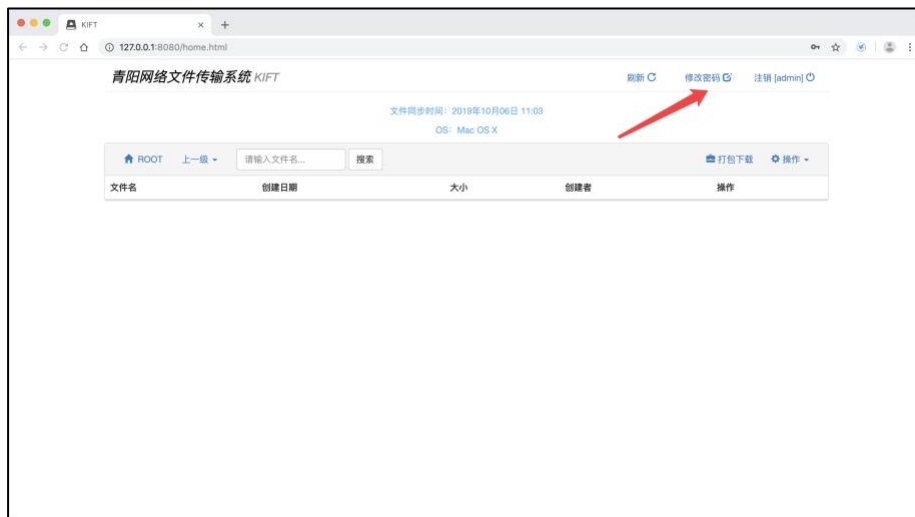 KIFT
127.0.0.1:8080/home.html
青阳网络文件传输系统 KIFT 刷新 修改密码 注销 [admin]
文件同步时间：2019年10月06日 11:03
OS：Mac OS X
ROOT 上一级 请输入文件名... 搜索 打包下载 操作
文件名 创建日期 大小 创建者 操作